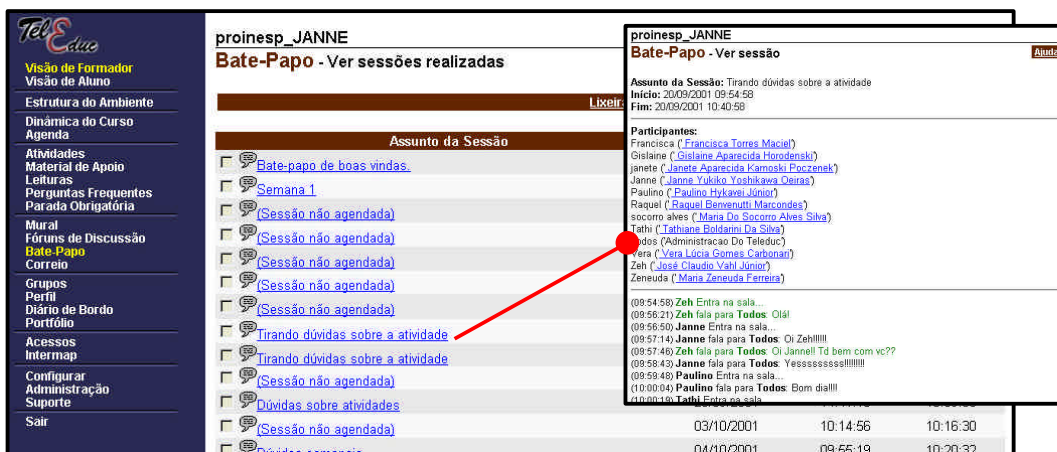 TelEduc
Visão de Formador
Visão de Aluno
Estrutura do Ambiente
Dinâmica do Curso
Agenda
Atividades
Material de Apoio
Leituras
Perguntas Frequentes
Parada Obrigatória
Mural
Fóruns de Discussão
Bate-Papo
Correio
Grupos
Perfil
Diário de Bordo
Portfólio
Acessos
Intermap
Configurar
Administração
Suporte
Sair
proinesp_JANNE
Bate-Papo - Ver sessões realizadas
Assunto da Sessão
Bate-papo de boas vindas.
Semana 1
(Sessão não agendada)
(Sessão não agendada)
(Sessão não agendada)
(Sessão não agendada)
(Sessão não agendada)
Tirando dúvidas sobre a atividade
Tirando dúvidas sobre a atividade
(Sessão não agendada)
Dúvidas sobre atividades
(Sessão não agendada) 03/10/2001 10:14:56 10:16:30
04/10/2001 09:55:19 10:20:32
proinesp_JANNE
Bate-Papo - Ver sessão
Ajuda
Assunto da Sessão: Tirando dúvidas sobre a atividade
Início: 20/09/2001 09:54:58
Fim: 20/09/2001 10:40:58
Participantes:
Francisca (' Francisca Torres Maciel')
Gislaine (' Gislaine Aparecida Horodenski')
janete (' Janete Aparecida Kamoski Poczenek')
Janne (' Janne Yukiko Yoshikawa Oeiras')
Paulino (' Paulino Hykavei Júnior')
Raquel (' Raquel Benvenutti Marcondes')
socorro alves (' Maria Do Socorro Alves Silva')
Tathi (' Tathiane Boldarini Da Silva')
Todos ('Administracao Do Teleduc')
Vera (' Vera Lúcia Gomes Carbonari')
Zeh (' José Claudio Vahl Júnior')
Zeneuda (' Maria Zeneuda Ferreira')
(09:54:58) Zeh Entra na sala...
(09:56:21) Zeh fala para Todos: Olá!
(09:56:50) Janne Entra na sala...
(09:57:14) Janne fala para Todos: Oi Zeh!!!!!!
(09:57:46) Zeh fala para Todos: Oi Janne!! Td bem com vc??
(09:58:43) Janne fala para Todos: Yesssssssss!!!!!!!!!
(09:59:48) Paulino Entra na sala...
(10:00:04) Paulino fala para Todos: Bom dia!!!!
(10:00:19) Tathi Entra na sala